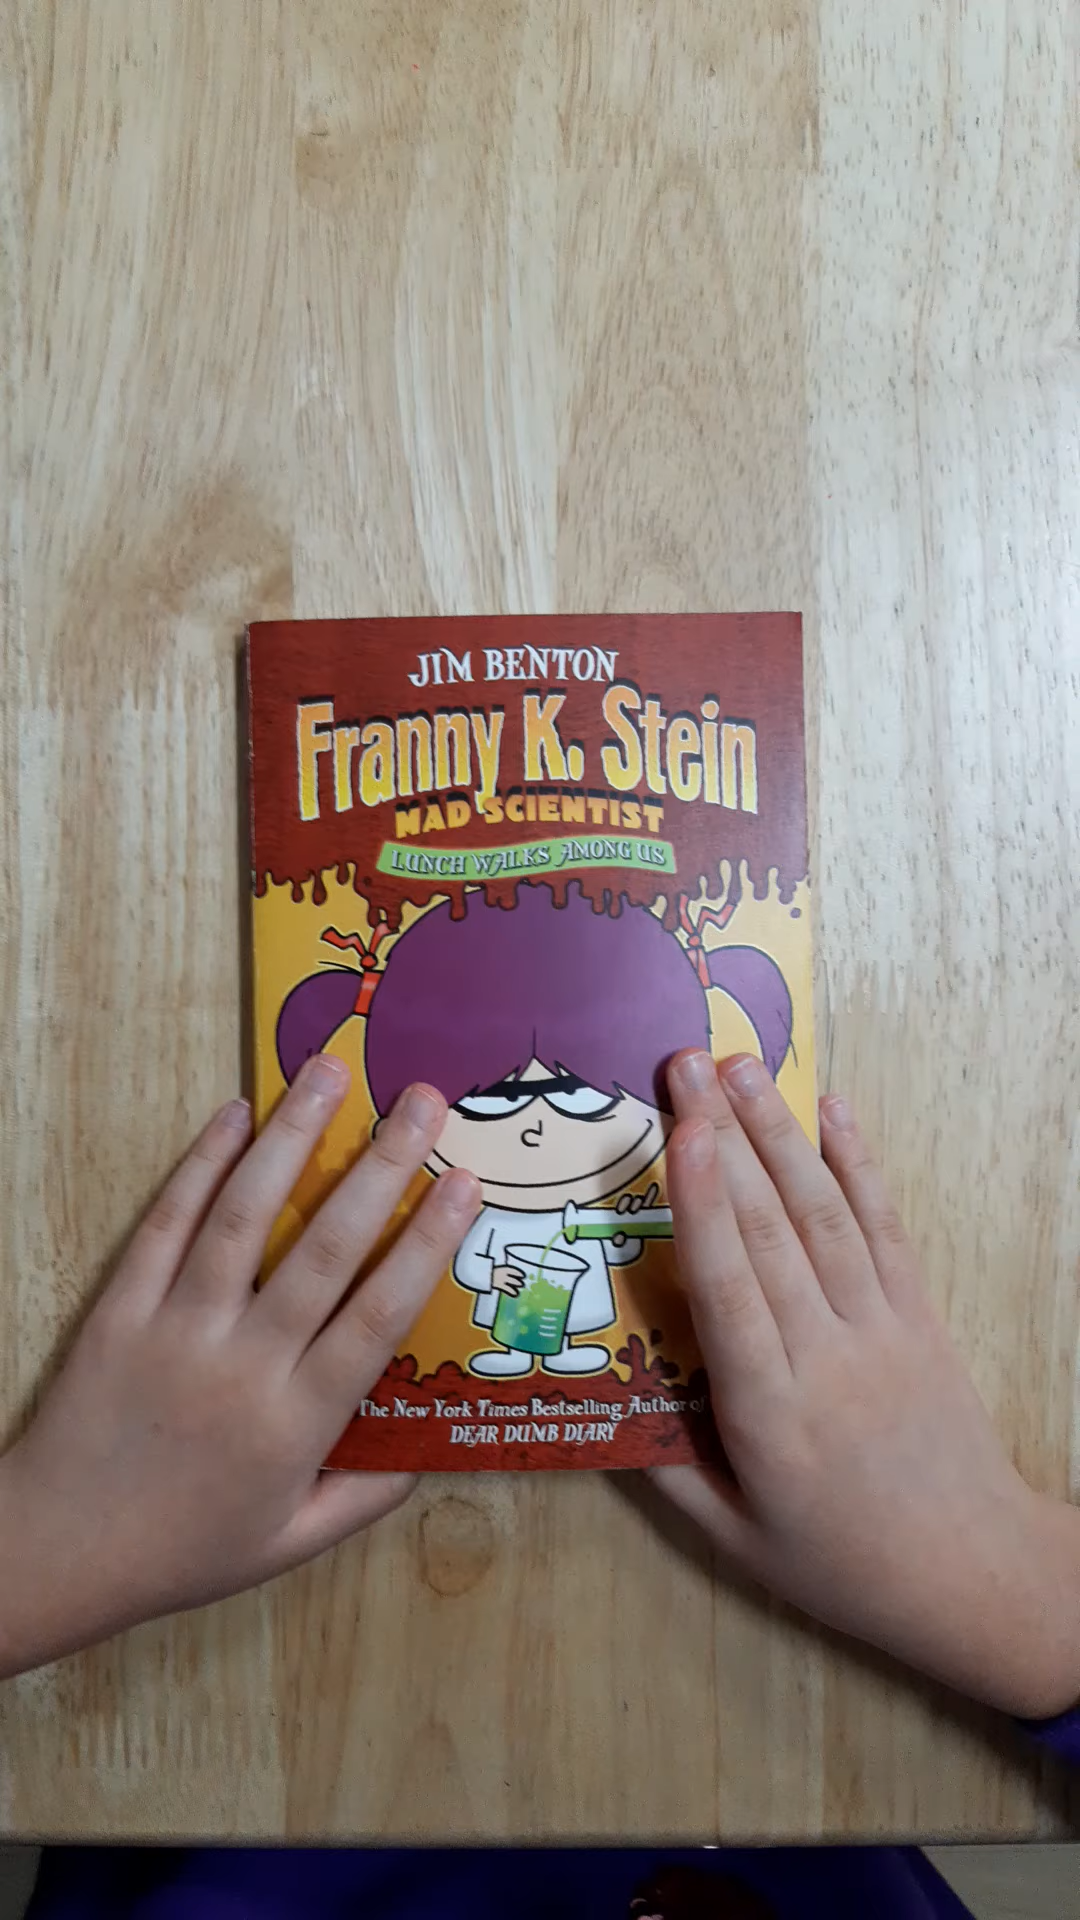 JIM BENTON
Franny K. Stein
MAD SCIENTIST
LUNCH WALKS AMONG US
The New York Times Bestselling Author of
DEAR DUMB DIARY